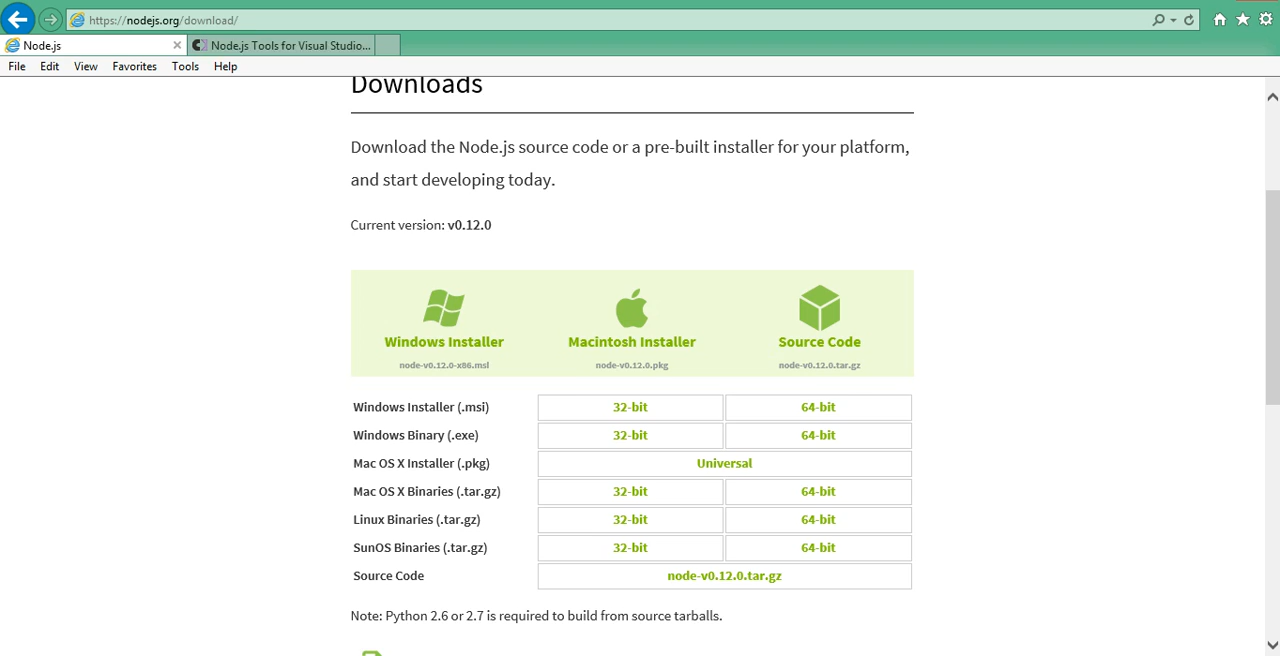 https://nodejs.org/download/
Node.js
Node.js Tools for Visual Studio...
File Edit View Favorites Tools Help
Downloads
Download the Node.js source code or a pre-built installer for your platform,
and start developing today.
Current version: v0.12.0
Windows Installer Macintosh Installer Source Code
node-v0.12.0-x86.msi node-v0.12.0.pkg node-v0.12.0.tar.gz
Windows Installer (.msi) 32-bit 64-bit
Windows Binary (.exe) 32-bit 64-bit
Mac OS X Installer (.pkg) Universal
Mac OS X Binaries (.tar.gz) 32-bit 64-bit
Linux Binaries (.tar.gz) 32-bit 64-bit
SunOS Binaries (.tar.gz) 32-bit 64-bit
Source Code node-v0.12.0.tar.gz
Note: Python 2.6 or 2.7 is required to build from source tarballs.